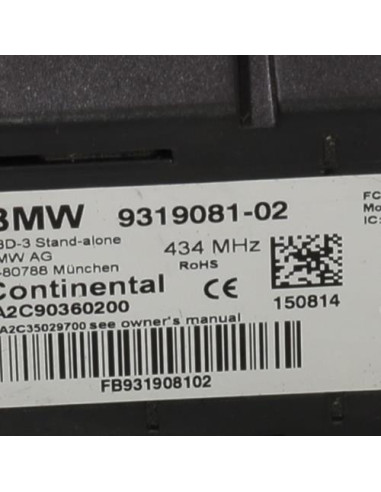 BMW 9319081-02
3D-3 Stand-alone 434 MHz
MW AG RoHS
-80788 München
Continental CE
A2C90360200 150814
A2C35029700 see owner's manual
FB931908102
FC
Mo
IC: